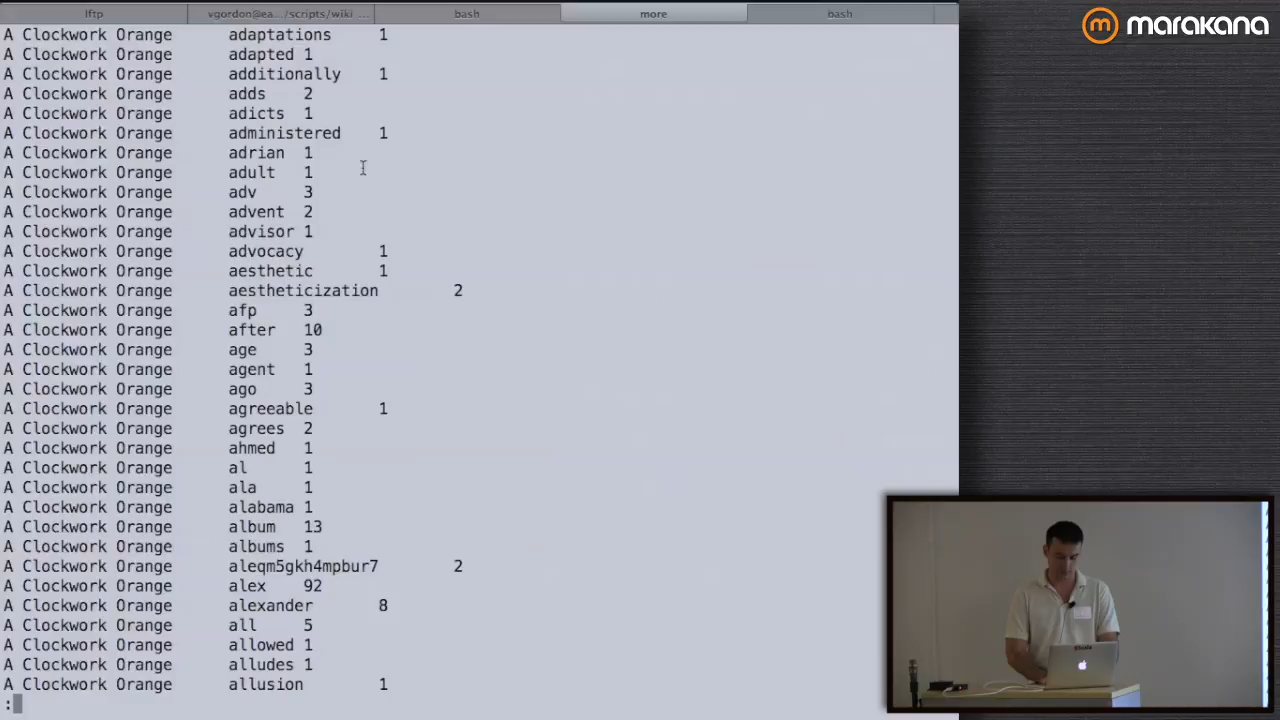 lftp vgordon@ea.../scripts/wiki ... bash more bash
marakana
A Clockwork Orange adaptations 1
A Clockwork Orange adapted 1
A Clockwork Orange additionally 1
A Clockwork Orange adds 2
A Clockwork Orange adicts 1
A Clockwork Orange administered 1
A Clockwork Orange adrian 1
A Clockwork Orange adult 1
A Clockwork Orange adv 3
A Clockwork Orange advent 2
A Clockwork Orange advisor 1
A Clockwork Orange advocacy 1
A Clockwork Orange aesthetic 1
A Clockwork Orange aestheticization 2
A Clockwork Orange afp 3
A Clockwork Orange after 10
A Clockwork Orange age 3
A Clockwork Orange agent 1
A Clockwork Orange ago 3
A Clockwork Orange agreeable 1
A Clockwork Orange agrees 2
A Clockwork Orange ahmed 1
A Clockwork Orange al 1
A Clockwork Orange ala 1
A Clockwork Orange alabama 1
A Clockwork Orange album 13
A Clockwork Orange albums 1
A Clockwork Orange aleqm5gkh4mpbur7 2
A Clockwork Orange alex 92
A Clockwork Orange alexander 8
A Clockwork Orange all 5
A Clockwork Orange allowed 1
A Clockwork Orange alludes 1
A Clockwork Orange allusion 1
: